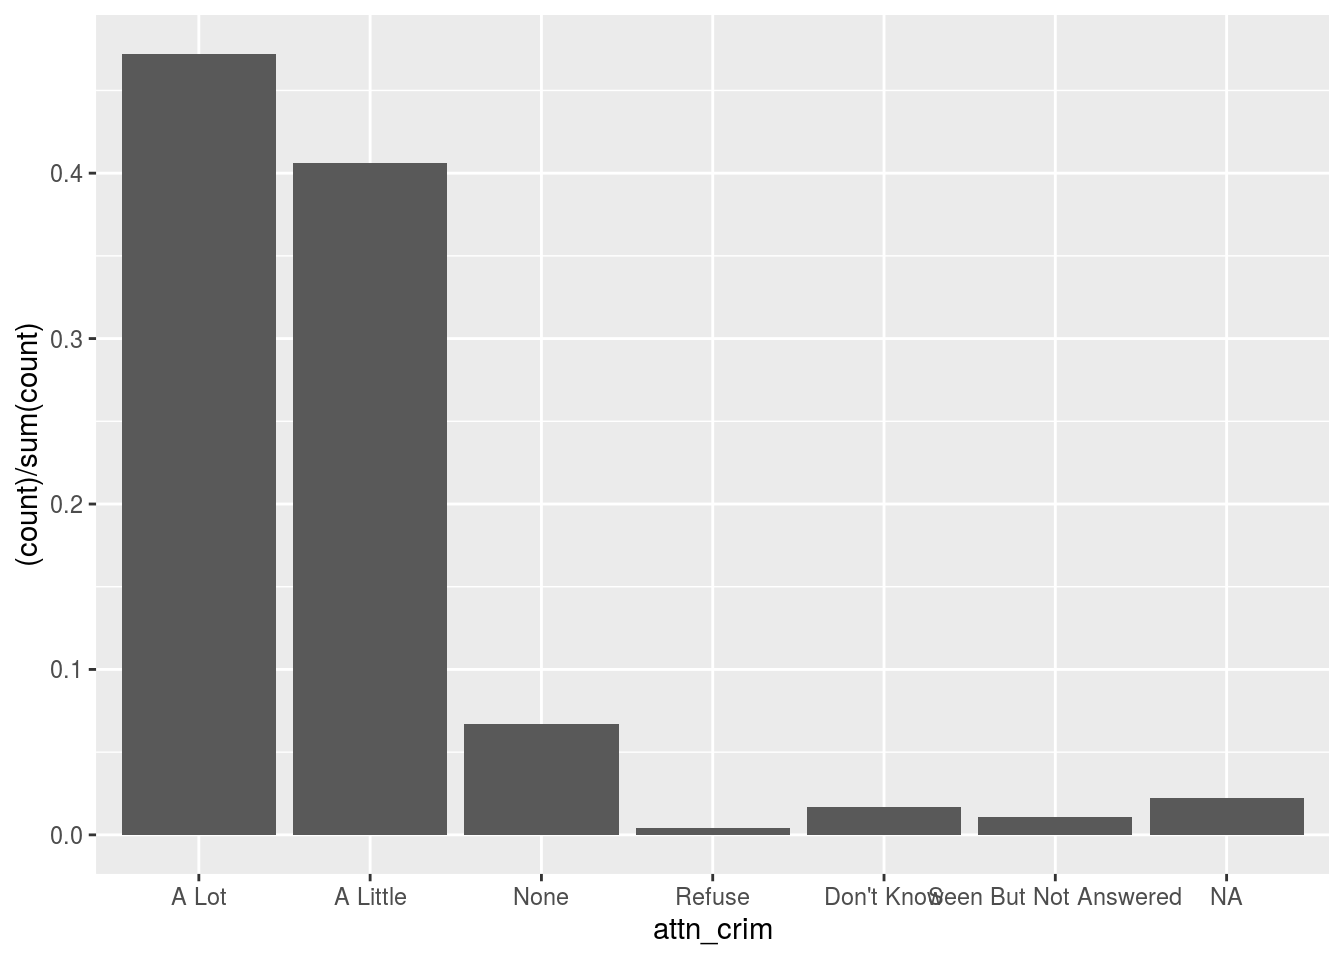 (count)/sum(count)
0.4
0.3
0.2
0.1
0.0
A Lot A Little None Refuse Don't Know Seen But Not Answered NA
attn_crim